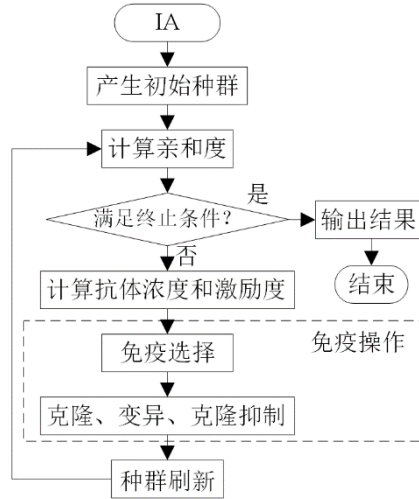 IA
产生初始种群
计算亲和度
满足终止条件？
是
输出结果
否
结束
计算抗体浓度和激励度
免疫操作
免疫选择
克隆、变异、克隆抑制
种群刷新